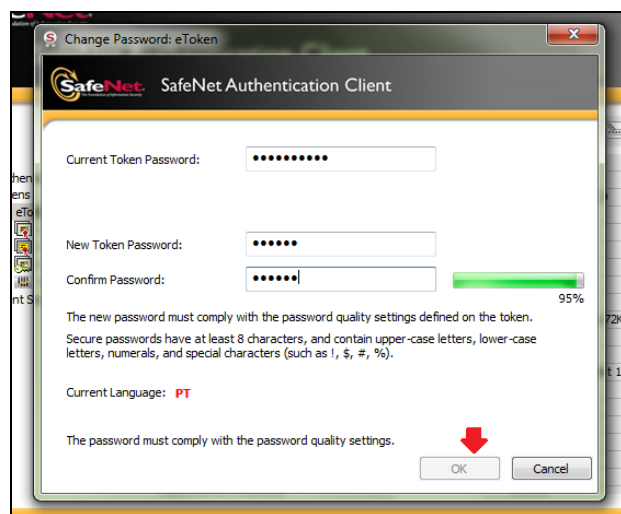 Change Password: eToken
SafeNet. SafeNet Authentication Client
Current Token Password:
New Token Password:
Confirm Password:
95%
The new password must comply with the password quality settings defined on the token.
Secure passwords have at least 8 characters, and contain upper-case letters, lower-case
letters, numerals, and special characters (such as !, $, #, %).
Current Language: PT
The password must comply with the password quality settings.
OK Cancel